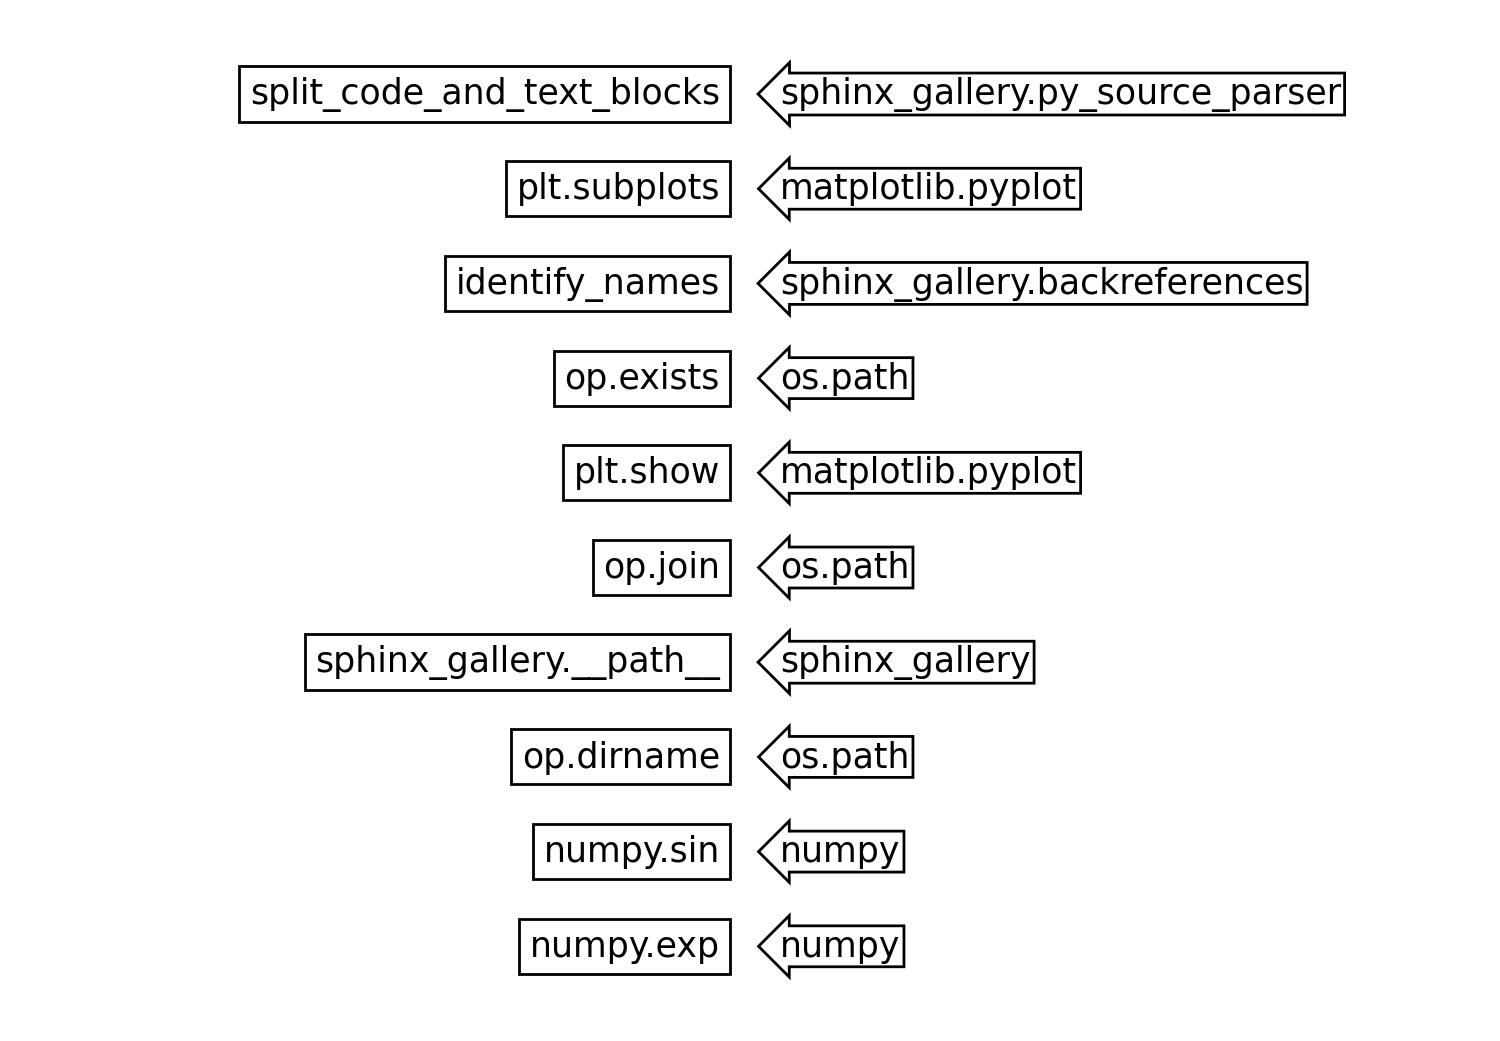 split_code_and_text_blocks sphinx_gallery.py_source_parser
plt.subplots matplotlib.pyplot
identify_names sphinx_gallery.backreferences
op.exists os.path
plt.show matplotlib.pyplot
op.join os.path
sphinx_gallery.__path__ sphinx_gallery
op.dirname os.path
numpy.sin numpy
numpy.exp numpy